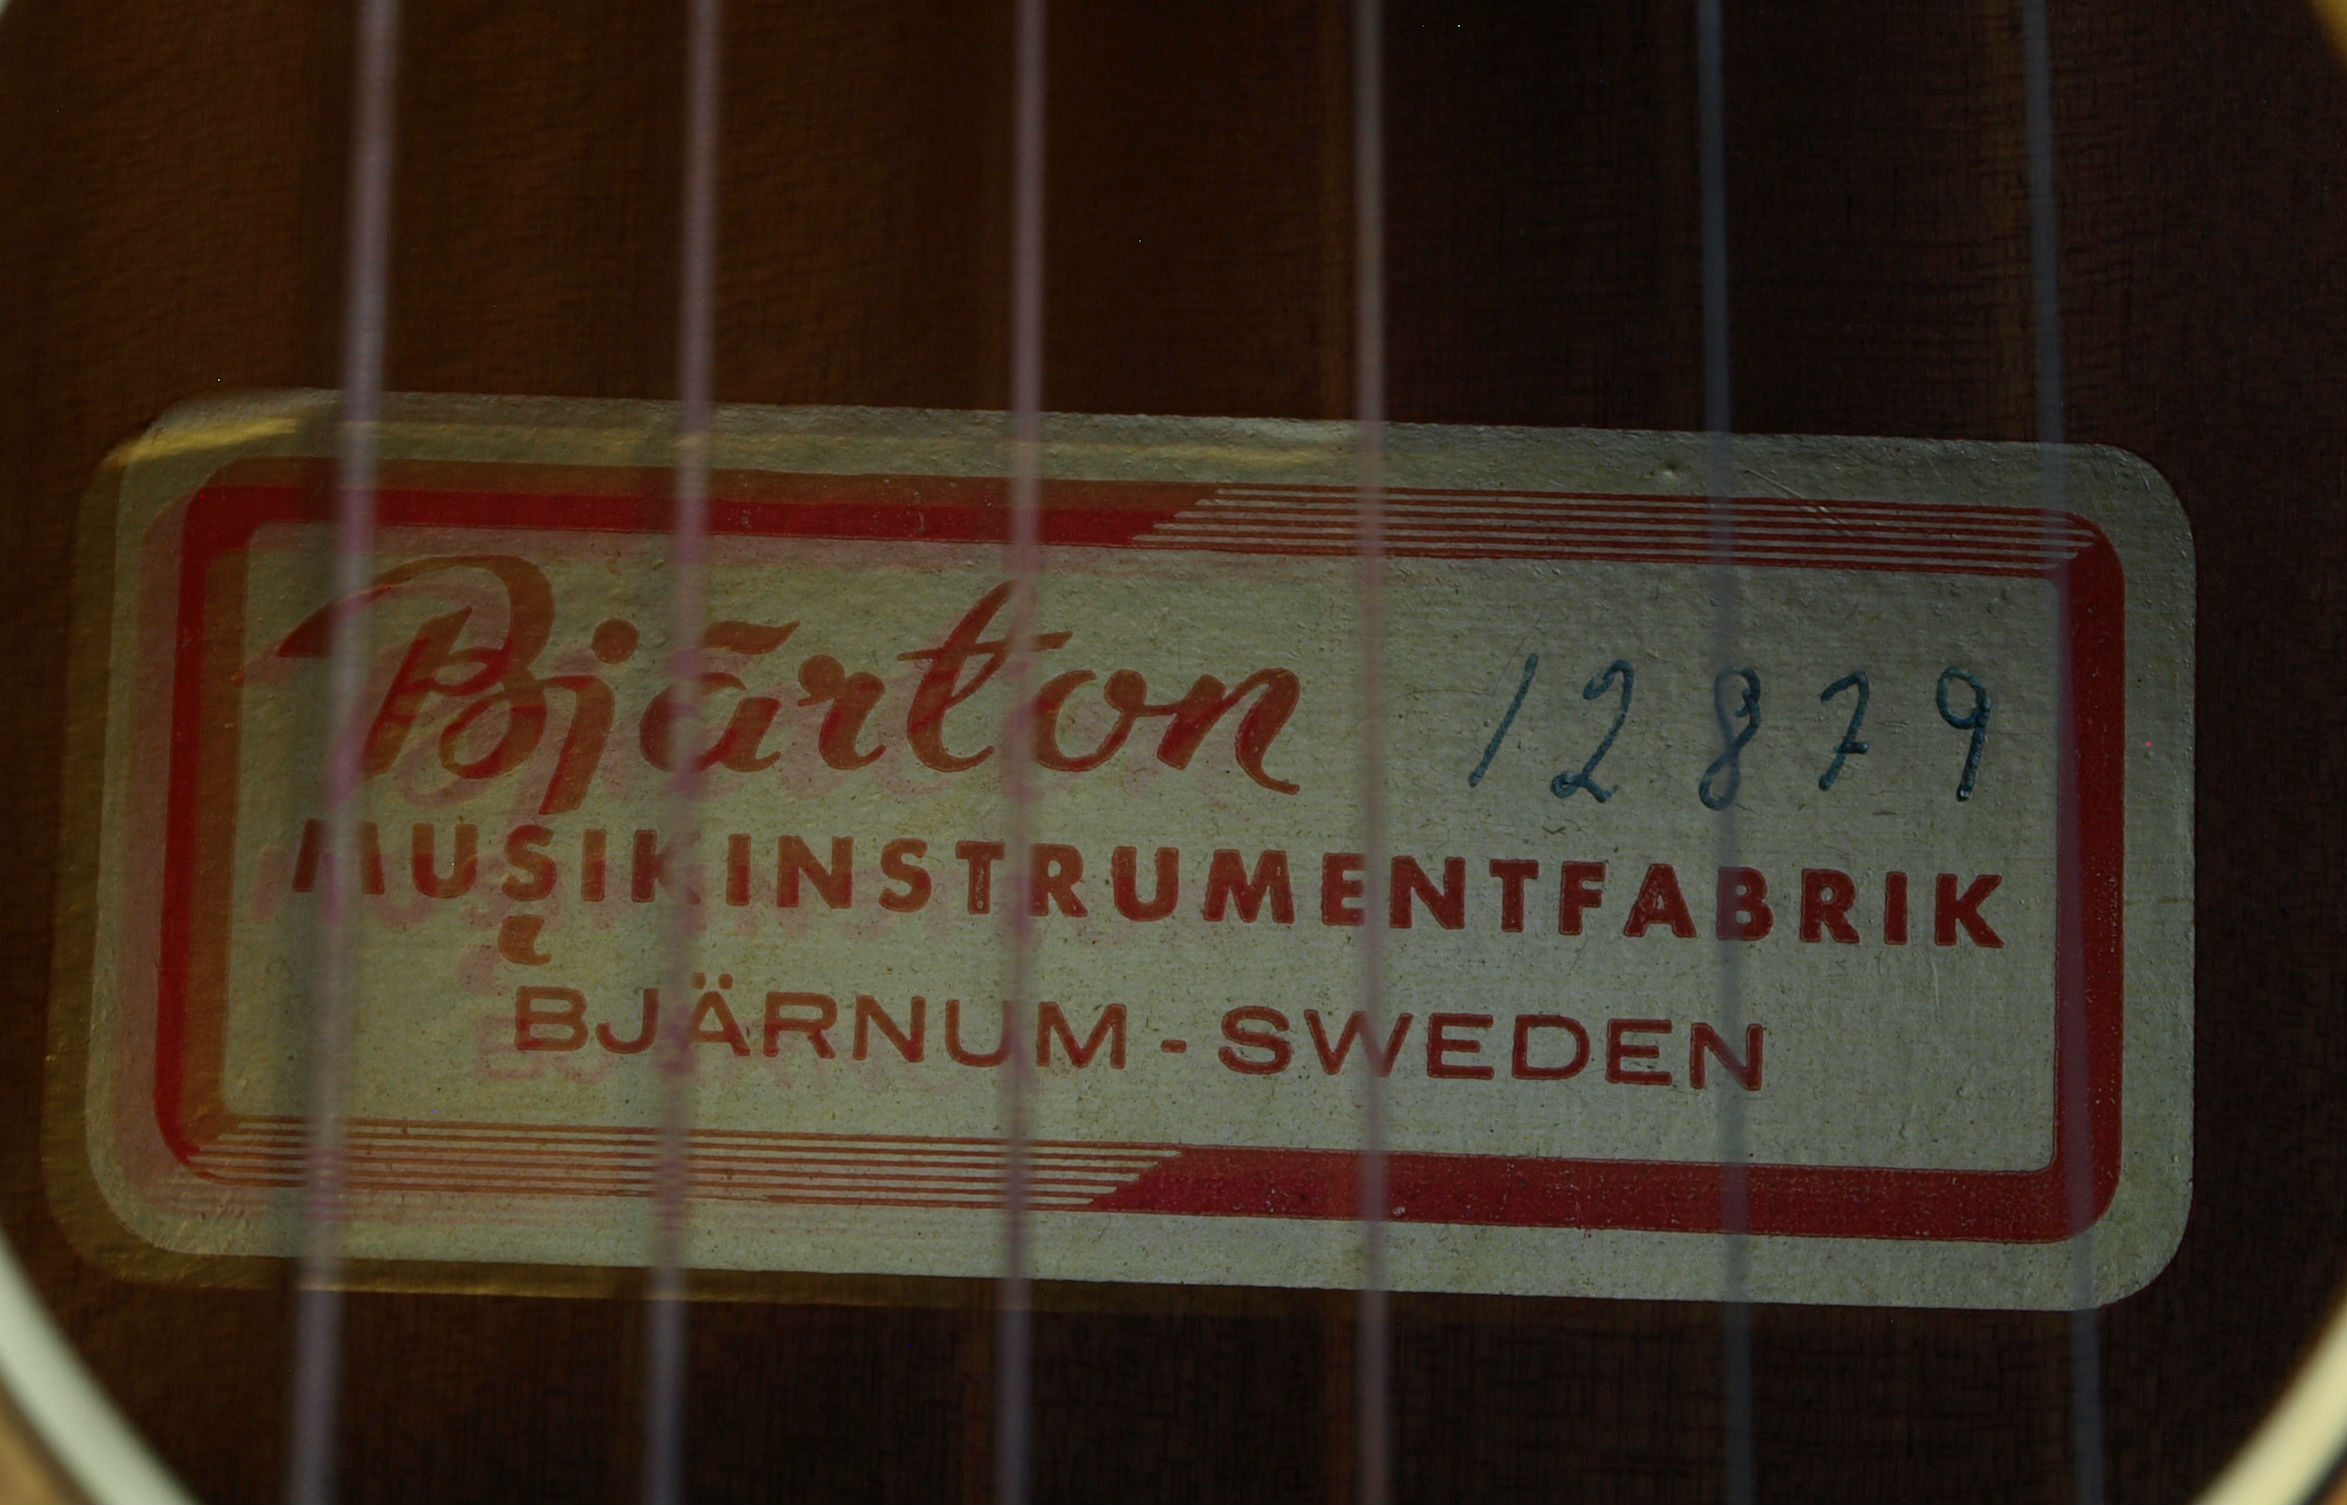 Bjärton 12879
MUSIKINSTRUMENTFABRIK
BJÄRNUM - SWEDEN